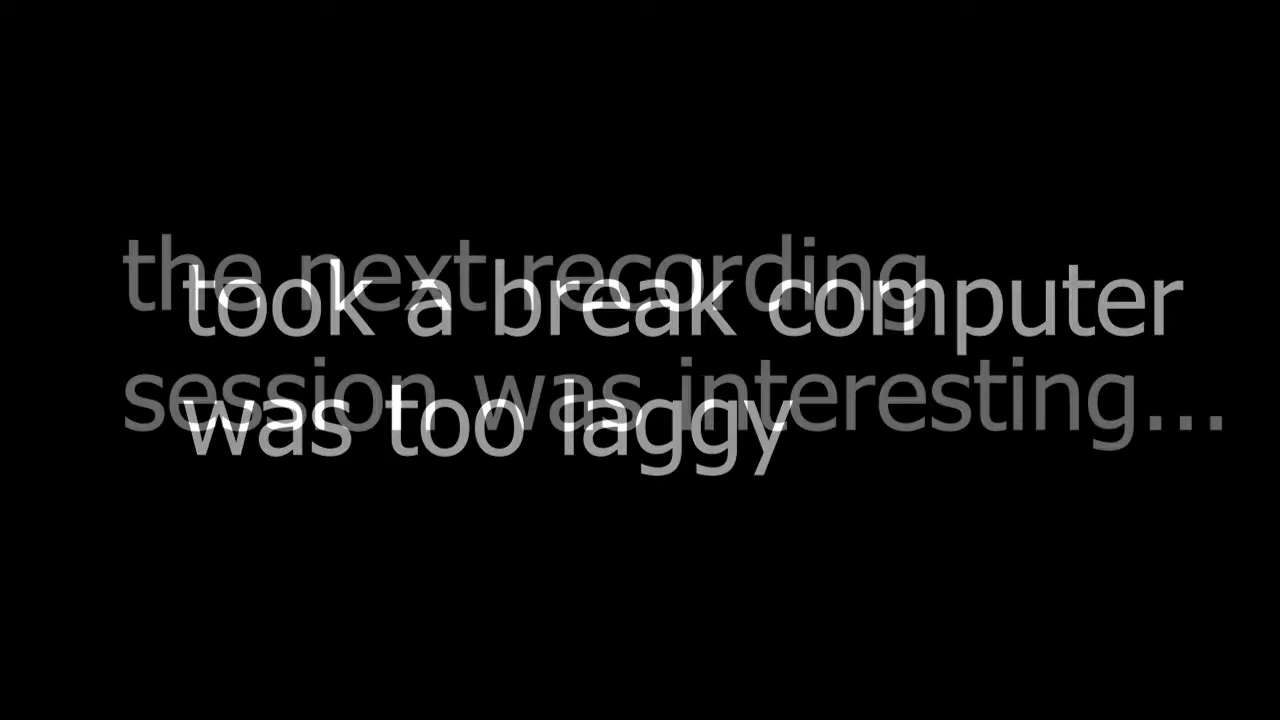 the next recording
took a break computer
session was interesting...
was too laggy